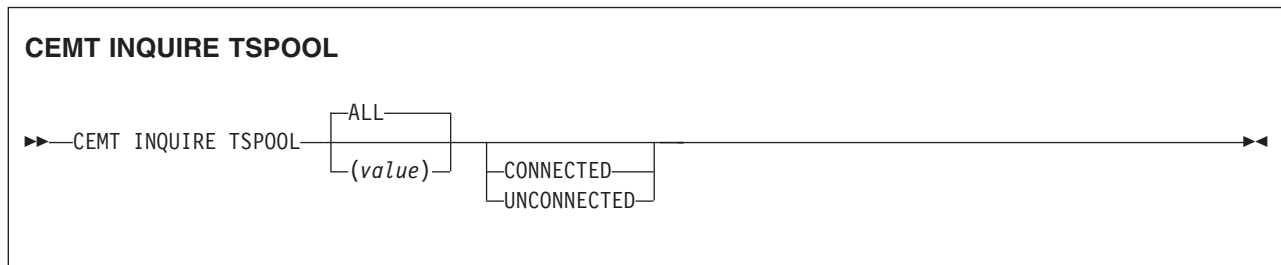 CEMT INQUIRE TSPOOL
ALL
CEMT INQUIRE TSPOOL
(value)
CONNECTED
UNCONNECTED